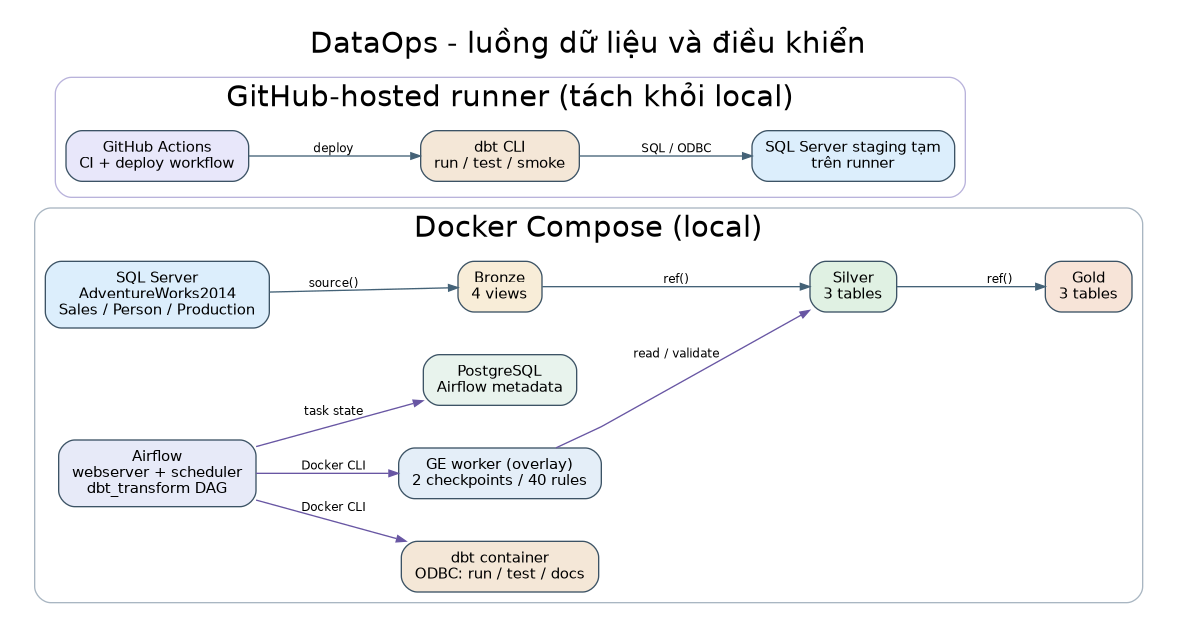 DataOps - luồng dữ liệu và điều khiển
GitHub-hosted runner (tách khỏi local)
GitHub Actions
CI + deploy workflow
deploy
dbt CLI
run / test / smoke
SQL / ODBC
SQL Server staging tạm
trên runner
Docker Compose (local)
SQL Server
AdventureWorks2014
Sales / Person / Production
source()
Bronze
4 views
ref()
Silver
3 tables
ref()
Gold
3 tables
read / validate
PostgreSQL
Airflow metadata
task state
Airflow
webserver + scheduler
dbt_transform DAG
Docker CLI
GE worker (overlay)
2 checkpoints / 40 rules
Docker CLI
dbt container
ODBC: run / test / docs